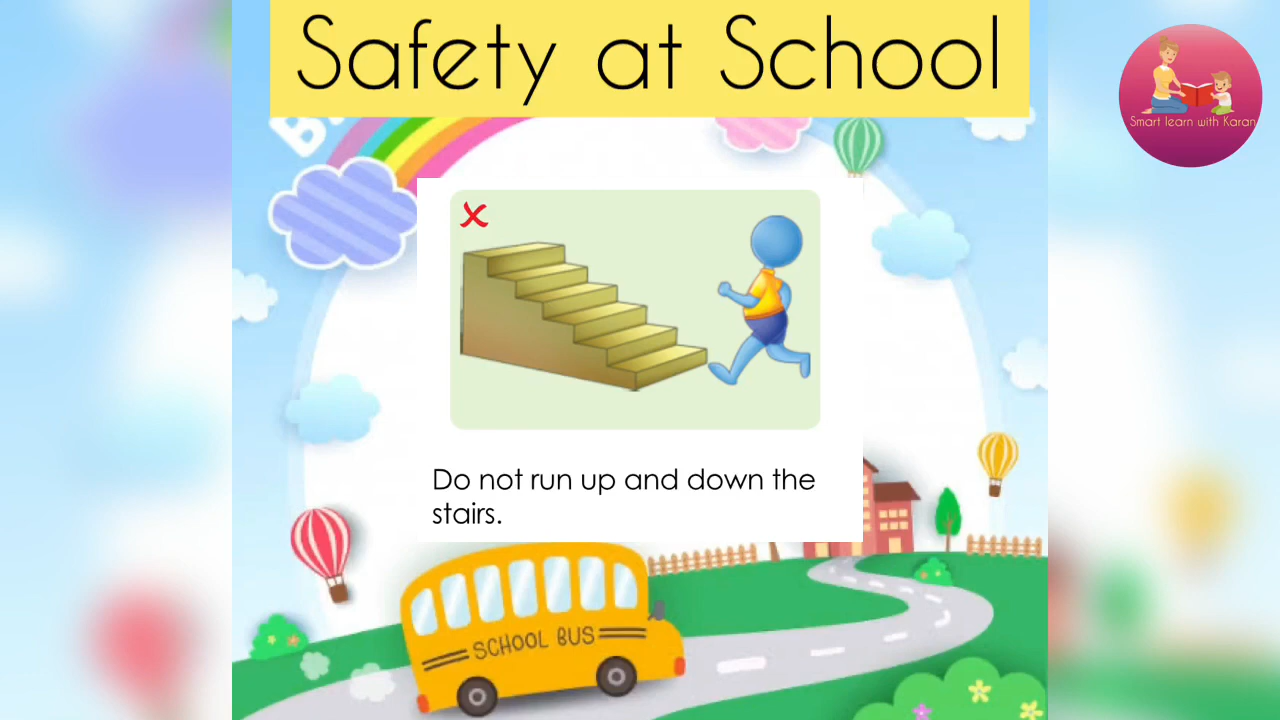 Safety at School
Smart learn with Karan
Do not run up and down the
stairs.
SCHOOL BUS